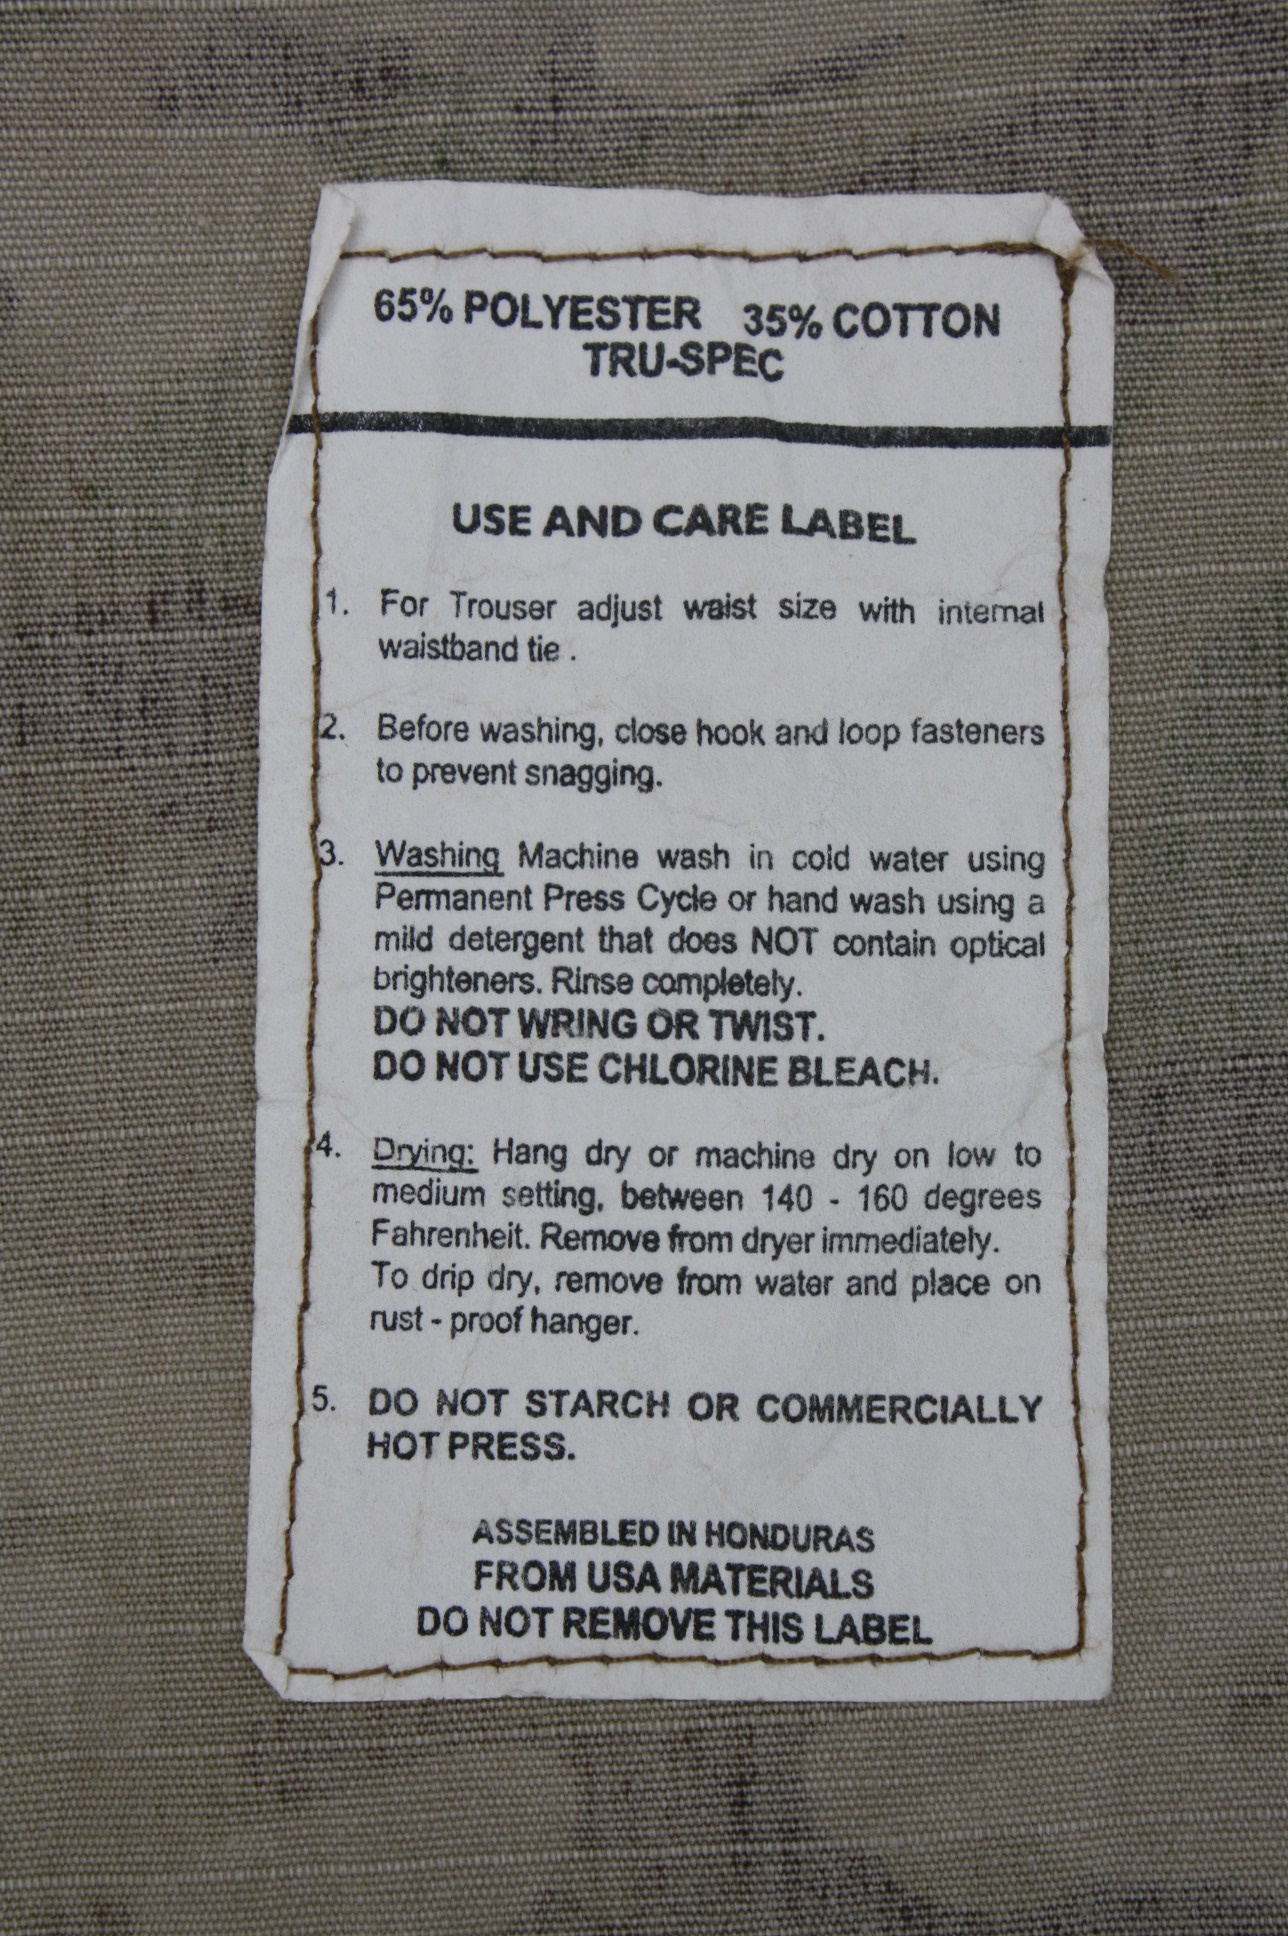 65% POLYESTER 35% COTTON
TRU-SPEC
USE AND CARE LABEL
1. For Trouser adjust waist size with internal
waistband tie .
2. Before washing, close hook and loop fasteners
to prevent snagging.
3. Washing Machine wash in cold water using
Permanent Press Cycle or hand wash using a
mild detergent that does NOT contain optical
brighteners. Rinse completely.
DO NOT WRING OR TWIST.
DO NOT USE CHLORINE BLEACH.
4. Drying: Hang dry or machine dry on low to
medium setting, between 140 - 160 degrees
Fahrenheit. Remove from dryer immediately.
To drip dry, remove from water and place on
rust - proof hanger.
5. DO NOT STARCH OR COMMERCIALLY
HOT PRESS.
ASSEMBLED IN HONDURAS
FROM USA MATERIALS
DO NOT REMOVE THIS LABEL